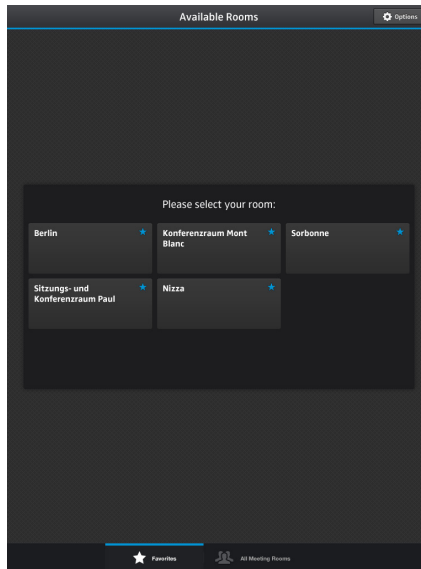 Available Rooms
Options
Please select your room:
Berlin
Konferenzraum Mont
Blanc
Sorbonne
Sitzungs- und
Konferenzraum Paul
Nizza
Favorites
All Meeting Rooms